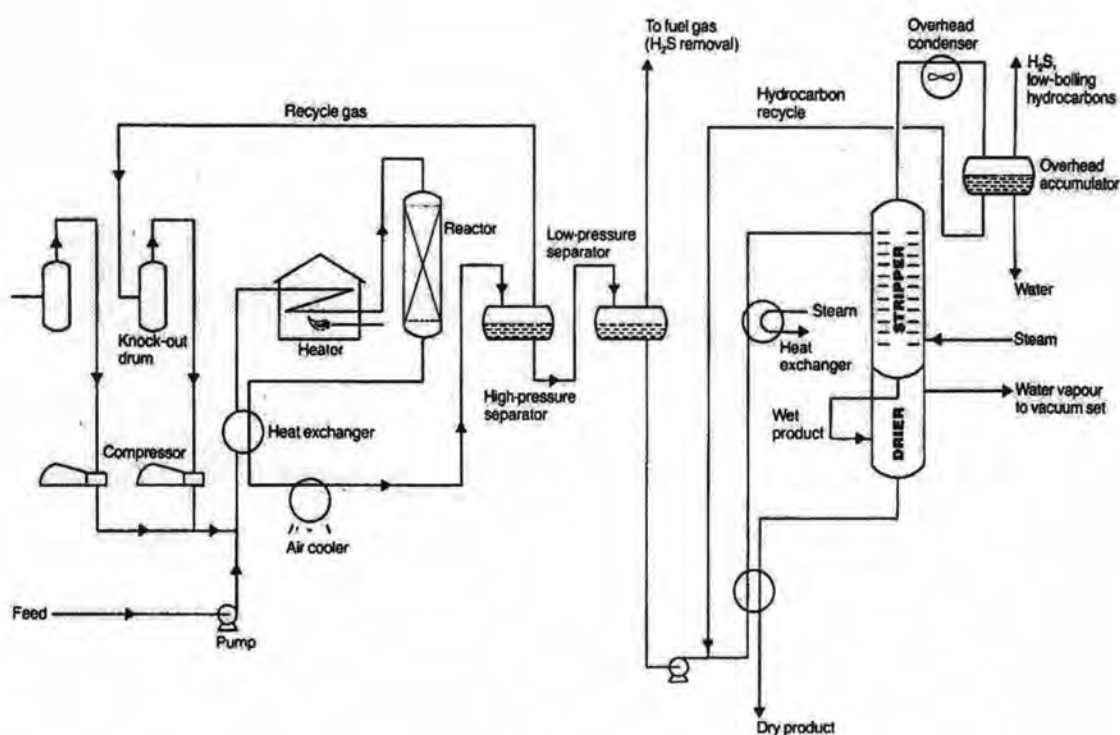 To fuel gas
(H₂S removal)
Overhead
condenser
H₂S,
low-boiling
hydrocarbons
Hydrocarbon
recycle
Recycle gas
Overhead
accumulator
Reactor
Low-pressure
separator
STRIPPER
Water
Steam
Heat
exchanger
Knock-out
drum
Heater
Steam
High-pressure
separator
Water vapour
to vacuum set
Wet
product
DRIER
Heat exchanger
Compressor
Air cooler
Feed
Pump
Dry product